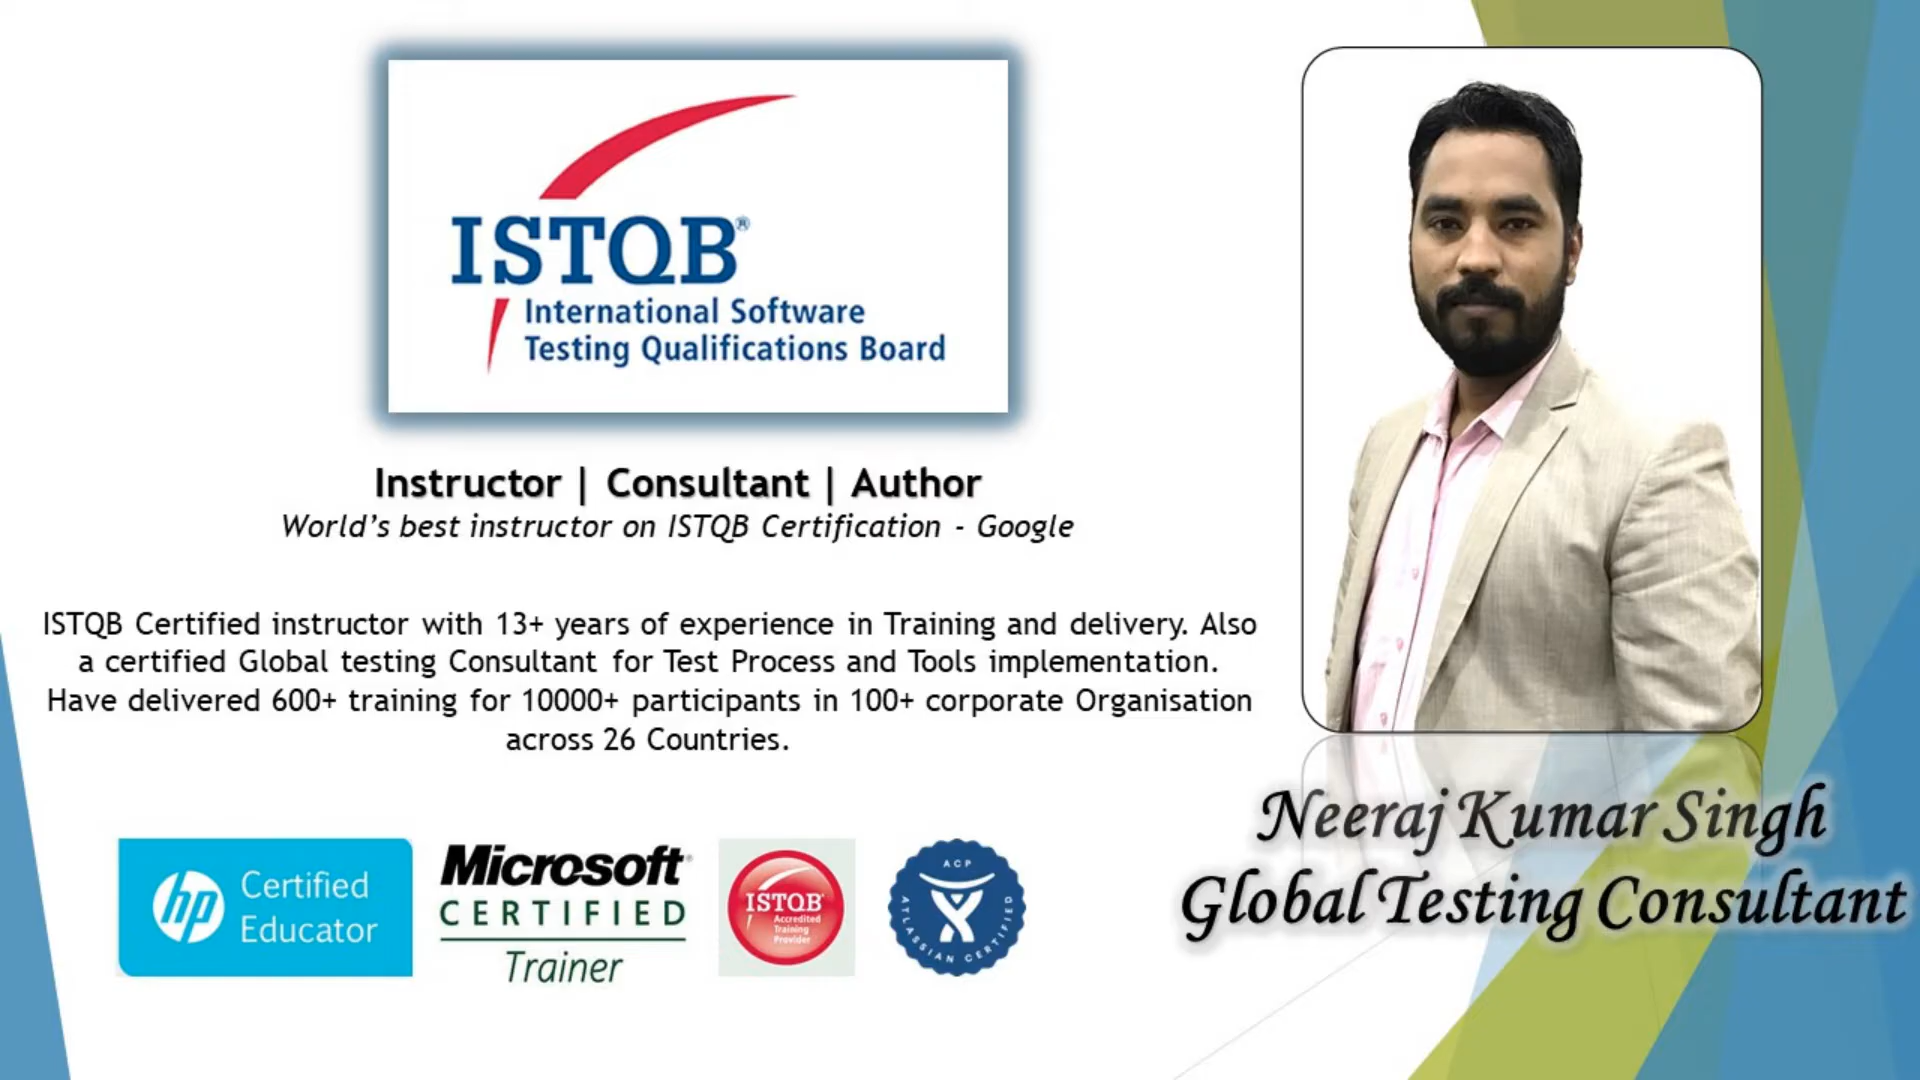 ISTQB®
International Software
Testing Qualifications Board
Instructor | Consultant | Author
World's best instructor on ISTQB Certification - Google
ISTQB Certified instructor with 13+ years of experience in Training and delivery. Also
a certified Global testing Consultant for Test Process and Tools implementation.
Have delivered 600+ training for 10000+ participants in 100+ corporate Organisation
across 26 Countries.
Neeraj Kumar Singh
Global Testing Consultant
hp
Certified
Educator
Microsoft®
CERTIFIED
Trainer
ISTQB®
Accredited
Training
Provider
ACP
ATLASSIAN CERTIFIED